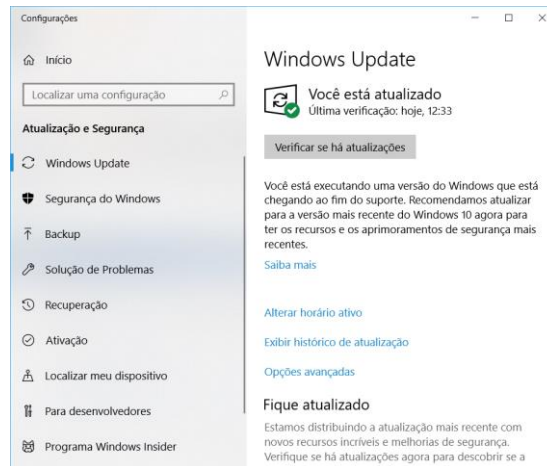 Configurações
Início
Localizar uma configuração
Atualização e Segurança
Windows Update
Segurança do Windows
Backup
Solução de Problemas
Recuperação
Ativação
Localizar meu dispositivo
Para desenvolvedores
Programa Windows Insider
Windows Update
Você está atualizado
Última verificação: hoje, 12:33
Verificar se há atualizações
Você está executando uma versão do Windows que está
chegando ao fim do suporte. Recomendamos atualizar
para a versão mais recente do Windows 10 agora para
ter os recursos e os aprimoramentos de segurança mais
recentes.
Saiba mais
Alterar horário ativo
Exibir histórico de atualização
Opções avançadas
Fique atualizado
Estamos distribuindo a atualização mais recente com
novos recursos incríveis e melhorias de segurança.
Verifique se há atualizações agora para descobrir se a